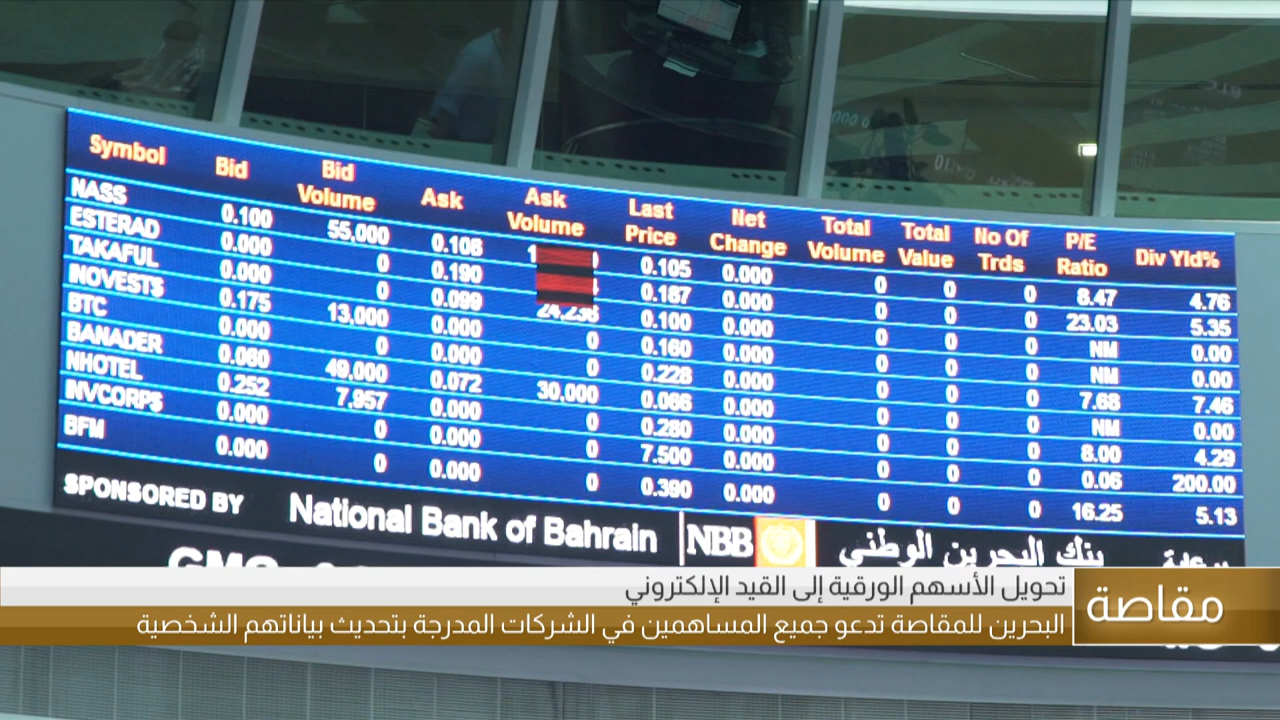 Symbol Bid Bid Volume Ask Ask Volume Last Price Net Change Total Volume Total Value No Of Trds P/E Ratio Div Yld%
NASS 0.100 55,000 0.106 0.105 0.000 0 0 0 8.47 4.76
ESTERAD 0.000 0 0.190 0.187 0.000 0 0 0 23.03 5.35
TAKAFUL 0.000 0 0.099 24,236 0.100 0.000 0 0 0 NM 0.00
INOVEST$ 0.175 13,000 0.000 0 0.160 0.000 0 0 0 NM 0.00
BTC 0.000 0 0.000 0 0.228 0.000 0 0 0 7.68 7.46
BANADER 0.060 49,000 0.072 30,000 0.066 0.000 0 0 0 NM 0.00
NHOTEL 0.252 7,957 0.000 0 0.280 0.000 0 0 0 8.00 4.29
INVCORP$ 0.000 0 0.000 0 7.500 0.000 0 0 0 0.06 200.00
BFM 0.000 0 0.000 0 0.390 0.000 0 0 0 16.25 5.13
SPONSORED BY National Bank of Bahrain NBB برعاية بنك البحرين الوطني
مقاصة
تحويل الأسهم الورقية إلى القيد الإلكتروني
البحرين للمقاصة تدعو جميع المساهمين في الشركات المدرجة بتحديث بياناتهم الشخصية